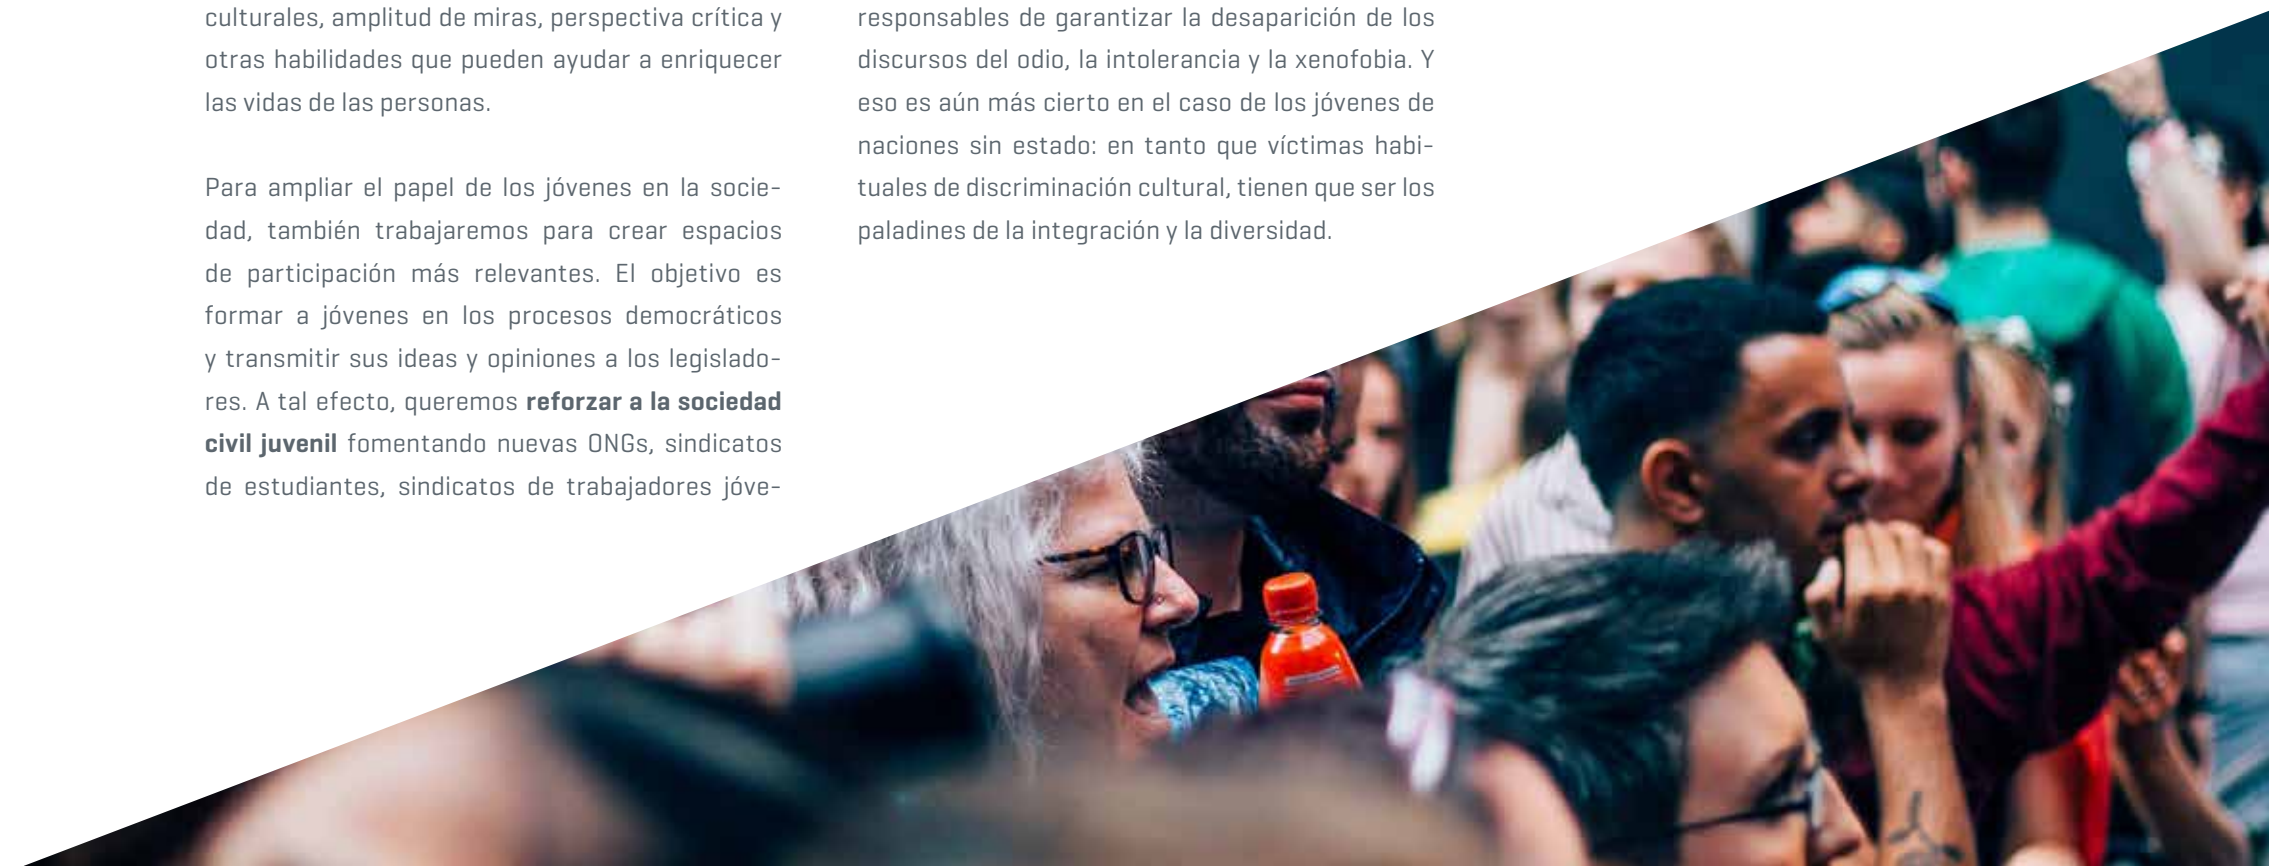 culturales, amplitud de miras, perspectiva crítica y
otras habilidades que pueden ayudar a enriquecer
las vidas de las personas.
Para ampliar el papel de los jóvenes en la socie-
dad, también trabajaremos para crear espacios
de participación más relevantes. El objetivo es
formar a jóvenes en los procesos democráticos
y transmitir sus ideas y opiniones a los legislado-
res. A tal efecto, queremos reforzar a la sociedad
civil juvenil fomentando nuevas ONGs, sindicatos
de estudiantes, sindicatos de trabajadores jóve-
responsables de garantizar la desaparición de los
discursos del odio, la intolerancia y la xenofobia. Y
eso es aún más cierto en el caso de los jóvenes de
naciones sin estado: en tanto que víctimas habi-
tuales de discriminación cultural, tienen que ser los
paladines de la integración y la diversidad.